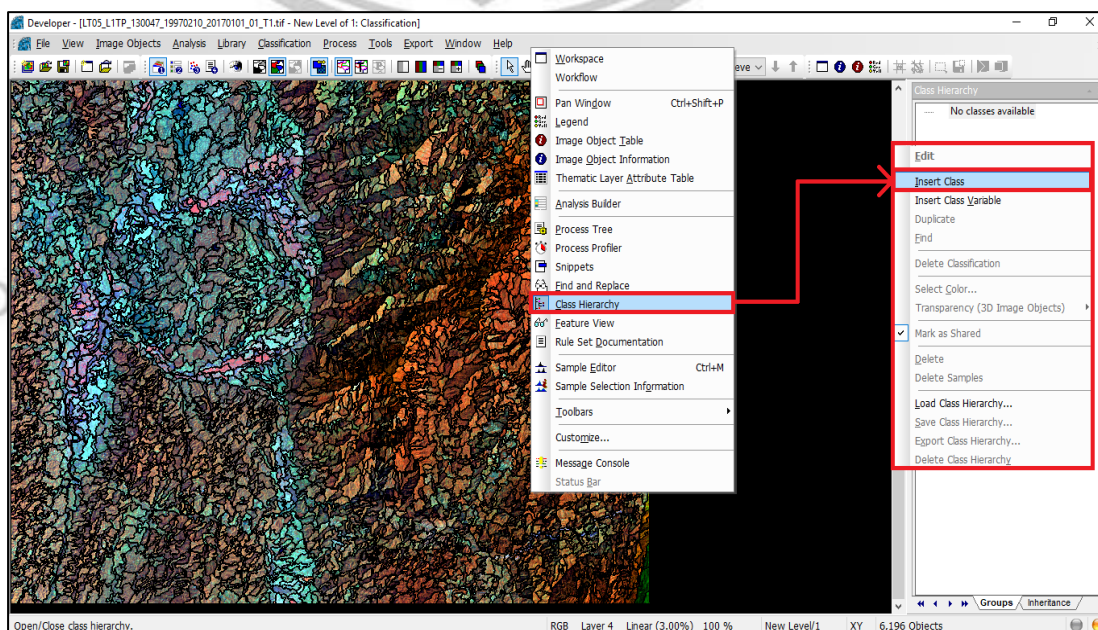 Developer - [LT05_L1TP_130047_19970210_20170101_01_T1.tif - New Level of 1: Classification]
File View Image Objects Analysis Library Classification Process Tools Export Window Help
eve
Workspace
Workflow
Pan Window Ctrl+Shift+P
Legend
Image Object Table
Image Object Information
Thematic Layer Attribute Table
Analysis Builder
Process Tree
Process Profiler
Snippets
Find and Replace
Class Hierarchy
Feature View
Rule Set Documentation
Sample Editor Ctrl+M
Sample Selection Information
Toolbars
Customize...
Message Console
Status Bar
Class Hierarchy
No classes available
Edit
Insert Class
Insert Class Variable
Duplicate
Find
Delete Classification
Select Color...
Transparency (3D Image Objects)
Mark as Shared
Delete
Delete Samples
Load Class Hierarchy...
Save Class Hierarchy...
Export Class Hierarchy...
Delete Class Hierarchy
Groups Inheritance
Open/Close class hierarchy. RGB Layer 4 Linear (3.00%) 100 % New Level/1 XY 6.196 Objects